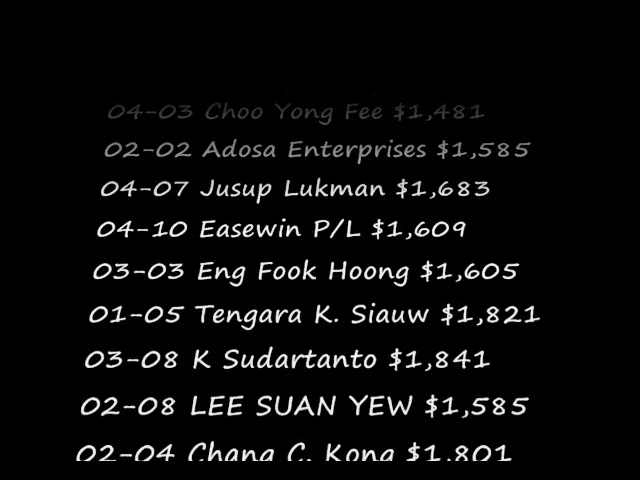 04-03 Choo Yong Fee $1,481
02-02 Adosa Enterprises $1,585
04-07 Jusup Lukman $1,683
04-10 Easewin P/L $1,609
03-03 Eng Fook Hoong $1,605
01-05 Tengara K. Siauw $1,821
03-08 K Sudartanto $1,841
02-08 LEE SUAN YEW $1,585
02-04 Chang C. Kong $1,801